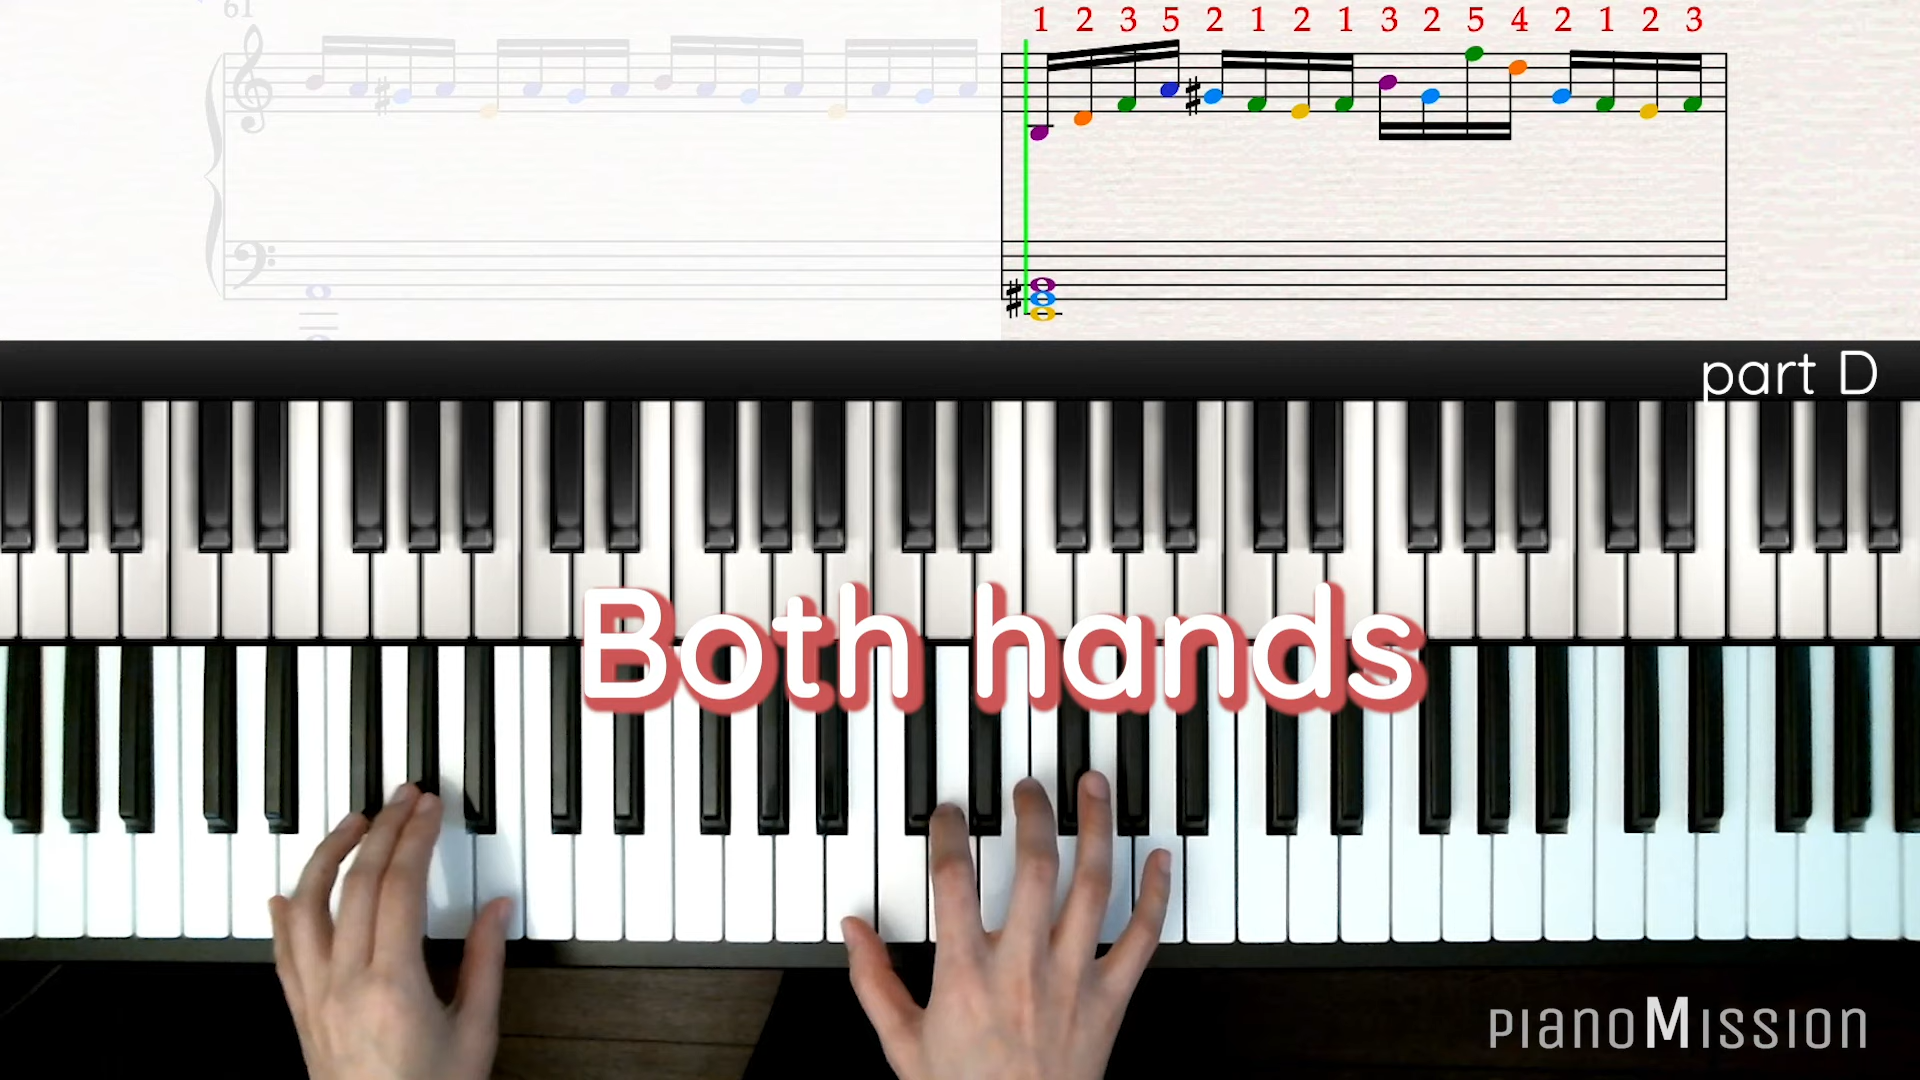 61
1 2 3 5 2 1 2 1 3 2 5 4 2 1 2 3
part D
Both hands
PIANOMISSION